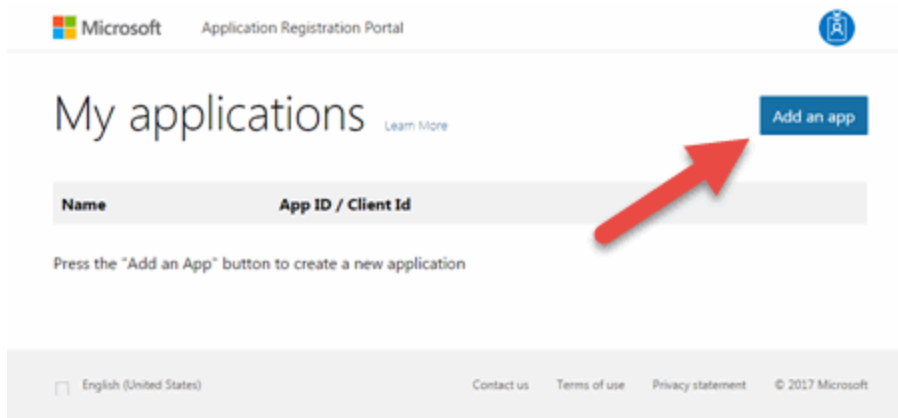 Microsoft Application Registration Portal
My applications Learn More
Add an app
Name App ID / Client Id
Press the "Add an App" button to create a new application
English (United States) Contact us Terms of use Privacy statement © 2017 Microsoft